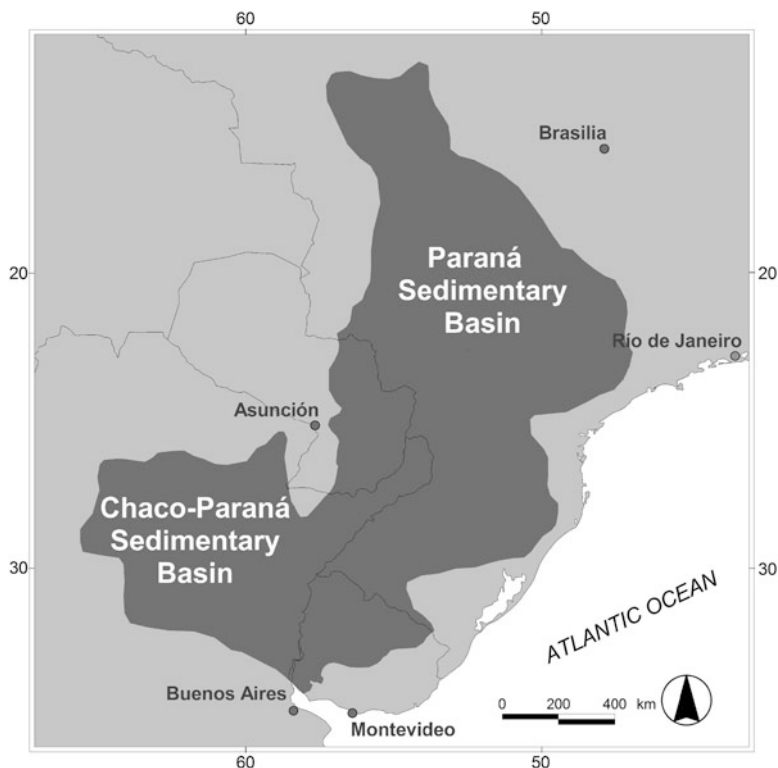 60 50
Brasilia
Paraná
Sedimentary
Basin
20 20
Río de Janeiro
Asunción
Chaco-Paraná
Sedimentary
Basin
30 30
ATLANTIC OCEAN
Buenos Aires
0 200 400 km
Montevideo
60 50